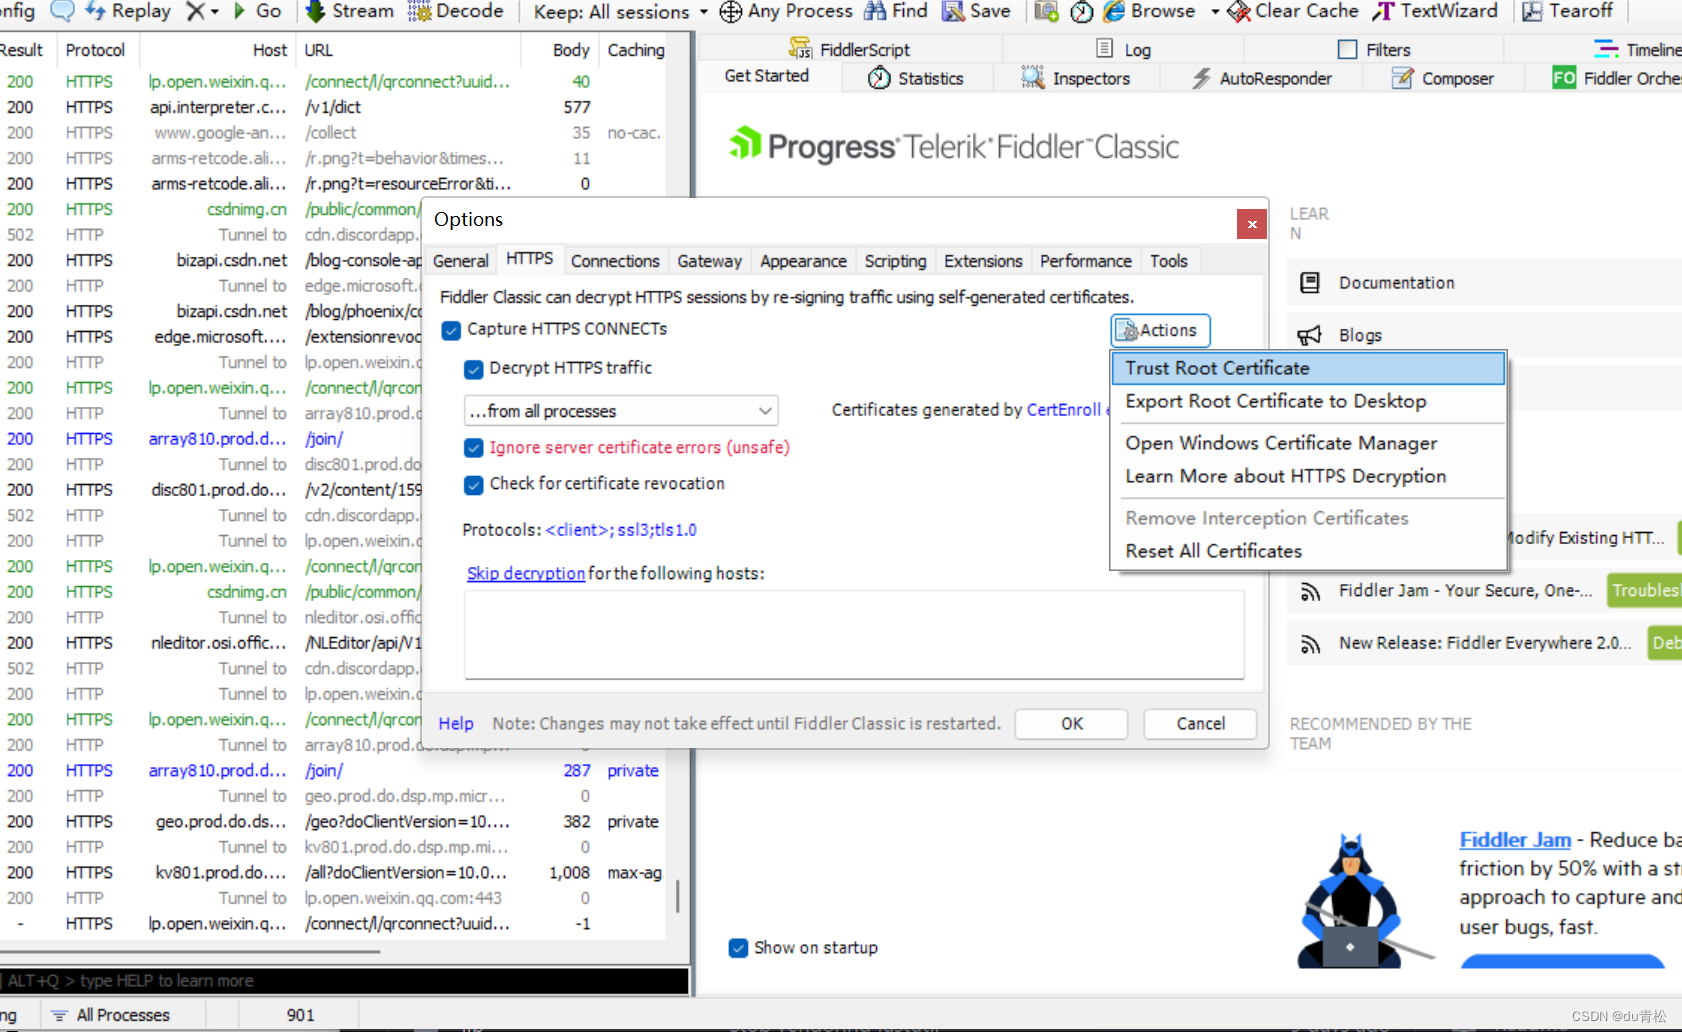 nfig Replay Go Stream Decode Keep: All sessions Any Process Find Save Browse Clear Cache TextWizard Tearoff
Result Protocol Host URL Body Caching
200 HTTPS lp.open.weixin.q... /connect/l/qrconnect?uuid... 40
200 HTTPS api.interpreter.c... /v1/dict 577
200 HTTPS www.google-an... /collect 35 no-cac.
200 HTTPS arms-retcode.ali... /r.png?t=behavior&times... 11
200 HTTPS arms-retcode.ali... /r.png?t=resourceError&ti... 0
200 HTTPS csdnimg.cn /public/common/
502 HTTP Tunnel to cdn.discordapp.
200 HTTPS bizapi.csdn.net /blog-console-ap
200 HTTP Tunnel to edge.microsoft.
200 HTTPS bizapi.csdn.net /blog/phoenix/co
200 HTTPS edge.microsoft.... /extensionrevoc
200 HTTP Tunnel to lp.open.weixin.c
200 HTTPS lp.open.weixin.q... /connect/l/qrcon
200 HTTP Tunnel to array810.prod.d
200 HTTPS array810.prod.d... /join/
200 HTTP Tunnel to disc801.prod.do
200 HTTPS disc801.prod.do... /v2/content/159
502 HTTP Tunnel to cdn.discordapp.
200 HTTP Tunnel to lp.open.weixin.c
200 HTTPS lp.open.weixin.q... /connect/l/qrcon
200 HTTPS csdnimg.cn /public/common/
200 HTTP Tunnel to nleditor.osi.offic
200 HTTPS nleditor.osi.offic... /NLEditor/api/V1
502 HTTP Tunnel to cdn.discordapp.
200 HTTP Tunnel to lp.open.weixin.c
200 HTTPS lp.open.weixin.q... /connect/l/qrcon
200 HTTP Tunnel to array810.prod.do.dsp.mp...
200 HTTPS array810.prod.d... /join/ 287 private
200 HTTP Tunnel to geo.prod.do.dsp.mp.micr... 0
200 HTTPS geo.prod.do.ds... /geo?doClientVersion=10.... 382 private
200 HTTP Tunnel to kv801.prod.do.dsp.mp.mi... 0
200 HTTPS kv801.prod.do.... /all?doClientVersion=10.0... 1,008 max-ag
200 HTTP Tunnel to lp.open.weixin.qq.com:443 0
- HTTPS lp.open.weixin.q... /connect/l/qrconnect?uuid... -1
ALT+Q > type HELP to learn more
ng All Processes 901
FiddlerScript Log Filters Timeline
Get Started Statistics Inspectors AutoResponder Composer FO Fiddler Orche
Progress Telerik Fiddler Classic
LEAR
N
Documentation
Blogs
Modify Existing HTT...
Fiddler Jam - Your Secure, One-... Troubles
New Release: Fiddler Everywhere 2.0... Deb
RECOMMENDED BY THE
TEAM
Fiddler Jam - Reduce ba
friction by 50% with a st
approach to capture and
user bugs, fast.
Show on startup
Options
General HTTPS Connections Gateway Appearance Scripting Extensions Performance Tools
Fiddler Classic can decrypt HTTPS sessions by re-signing traffic using self-generated certificates.
Capture HTTPS CONNECTs
Actions
Decrypt HTTPS traffic
...from all processes
Certificates generated by CertEnroll e
Ignore server certificate errors (unsafe)
Check for certificate revocation
Protocols: <client>; ssl3;tls1.0
Skip decryption for the following hosts:
Help Note: Changes may not take effect until Fiddler Classic is restarted. OK Cancel
Trust Root Certificate
Export Root Certificate to Desktop
Open Windows Certificate Manager
Learn More about HTTPS Decryption
Remove Interception Certificates
Reset All Certificates
CSDN @du青松